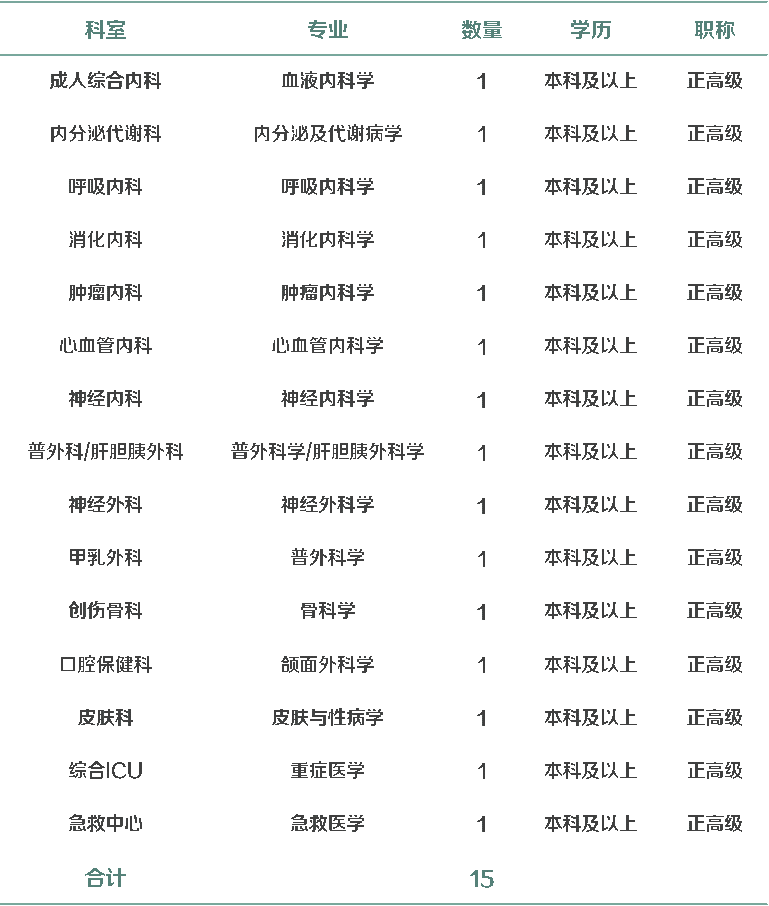 科室 专业 数量 学历 职称
成人综合内科 血液内科学 1 本科及以上 正高级
内分泌代谢科 内分泌及代谢病学 1 本科及以上 正高级
呼吸内科 呼吸内科学 1 本科及以上 正高级
消化内科 消化内科学 1 本科及以上 正高级
肿瘤内科 肿瘤内科学 1 本科及以上 正高级
心血管内科 心血管内科学 1 本科及以上 正高级
神经内科 神经内科学 1 本科及以上 正高级
普外科/肝胆胰外科 普外科学/肝胆胰外科学 1 本科及以上 正高级
神经外科 神经外科学 1 本科及以上 正高级
甲乳外科 普外科学 1 本科及以上 正高级
创伤骨科 骨科学 1 本科及以上 正高级
口腔保健科 颌面外科学 1 本科及以上 正高级
皮肤科 皮肤与性病学 1 本科及以上 正高级
综合ICU 重症医学 1 本科及以上 正高级
急救中心 急救医学 1 本科及以上 正高级
合计 15